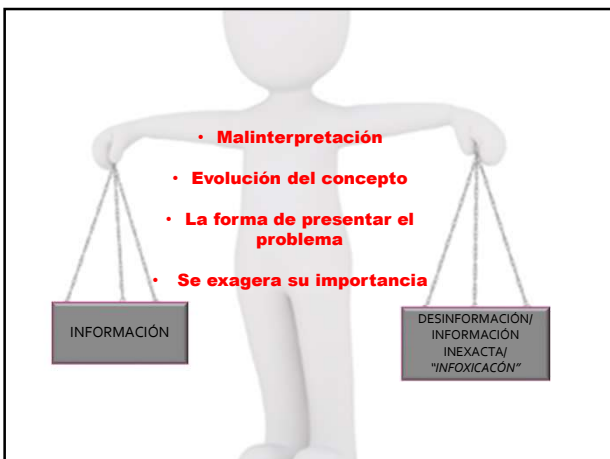 • Malinterpretación
• Evolución del concepto
• La forma de presentar el
problema
• Se exagera su importancia
INFORMACIÓN
DESINFORMACIÓN/
INFORMACIÓN
INEXACTA/
"INFOXICACÓN"